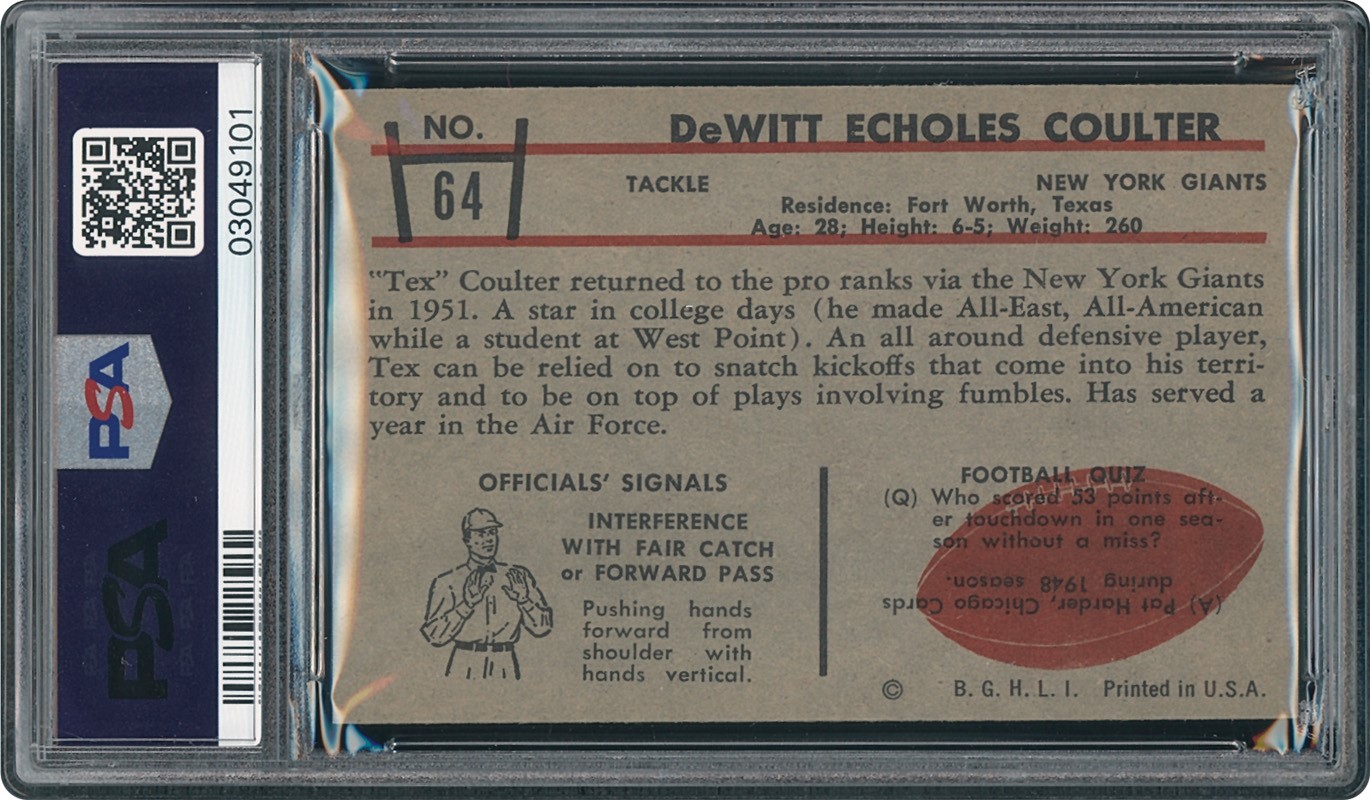 03049101
PSA
PSA
NO.
64
DeWITT ECHOLES COULTER
TACKLE
NEW YORK GIANTS
Residence: Fort Worth, Texas
Age: 28; Height: 6-5; Weight: 260
"Tex" Coulter returned to the pro ranks via the New York Giants
in 1951. A star in college days (he made All-East, All-American
while a student at West Point). An all around defensive player,
Tex can be relied on to snatch kickoffs that come into his terri-
tory and to be on top of plays involving fumbles. Has served a
year in the Air Force.
OFFICIALS' SIGNALS
INTERFERENCE
WITH FAIR CATCH
or FORWARD PASS
Pushing hands
forward from
shoulder with
hands vertical.
FOOTBALL QUIZ
(Q) Who scored 53 points aft-
er touchdown in one sea-
son without a miss?
(A) Pat Harder, Chicago Cards
during 1948 season.
© B. G. H. L. I. Printed in U.S.A.